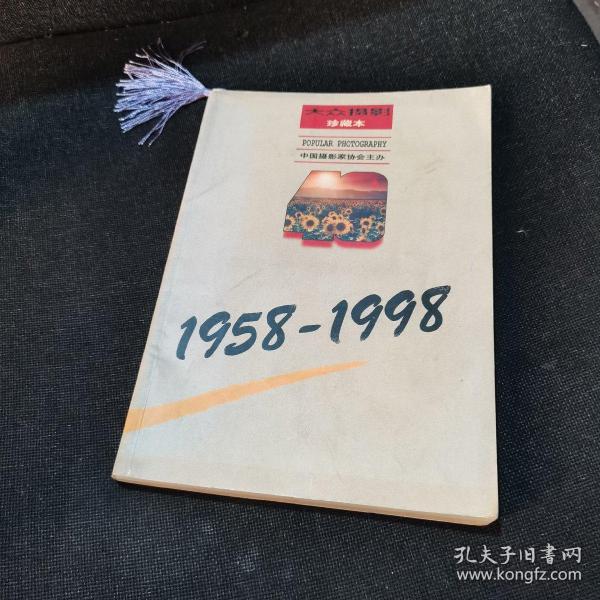 大众摄影
珍藏本
POPULAR PHOTOGRAPHY
中国摄影家协会主办
40
1958-1998
孔夫子旧书网
www.kongfz.com